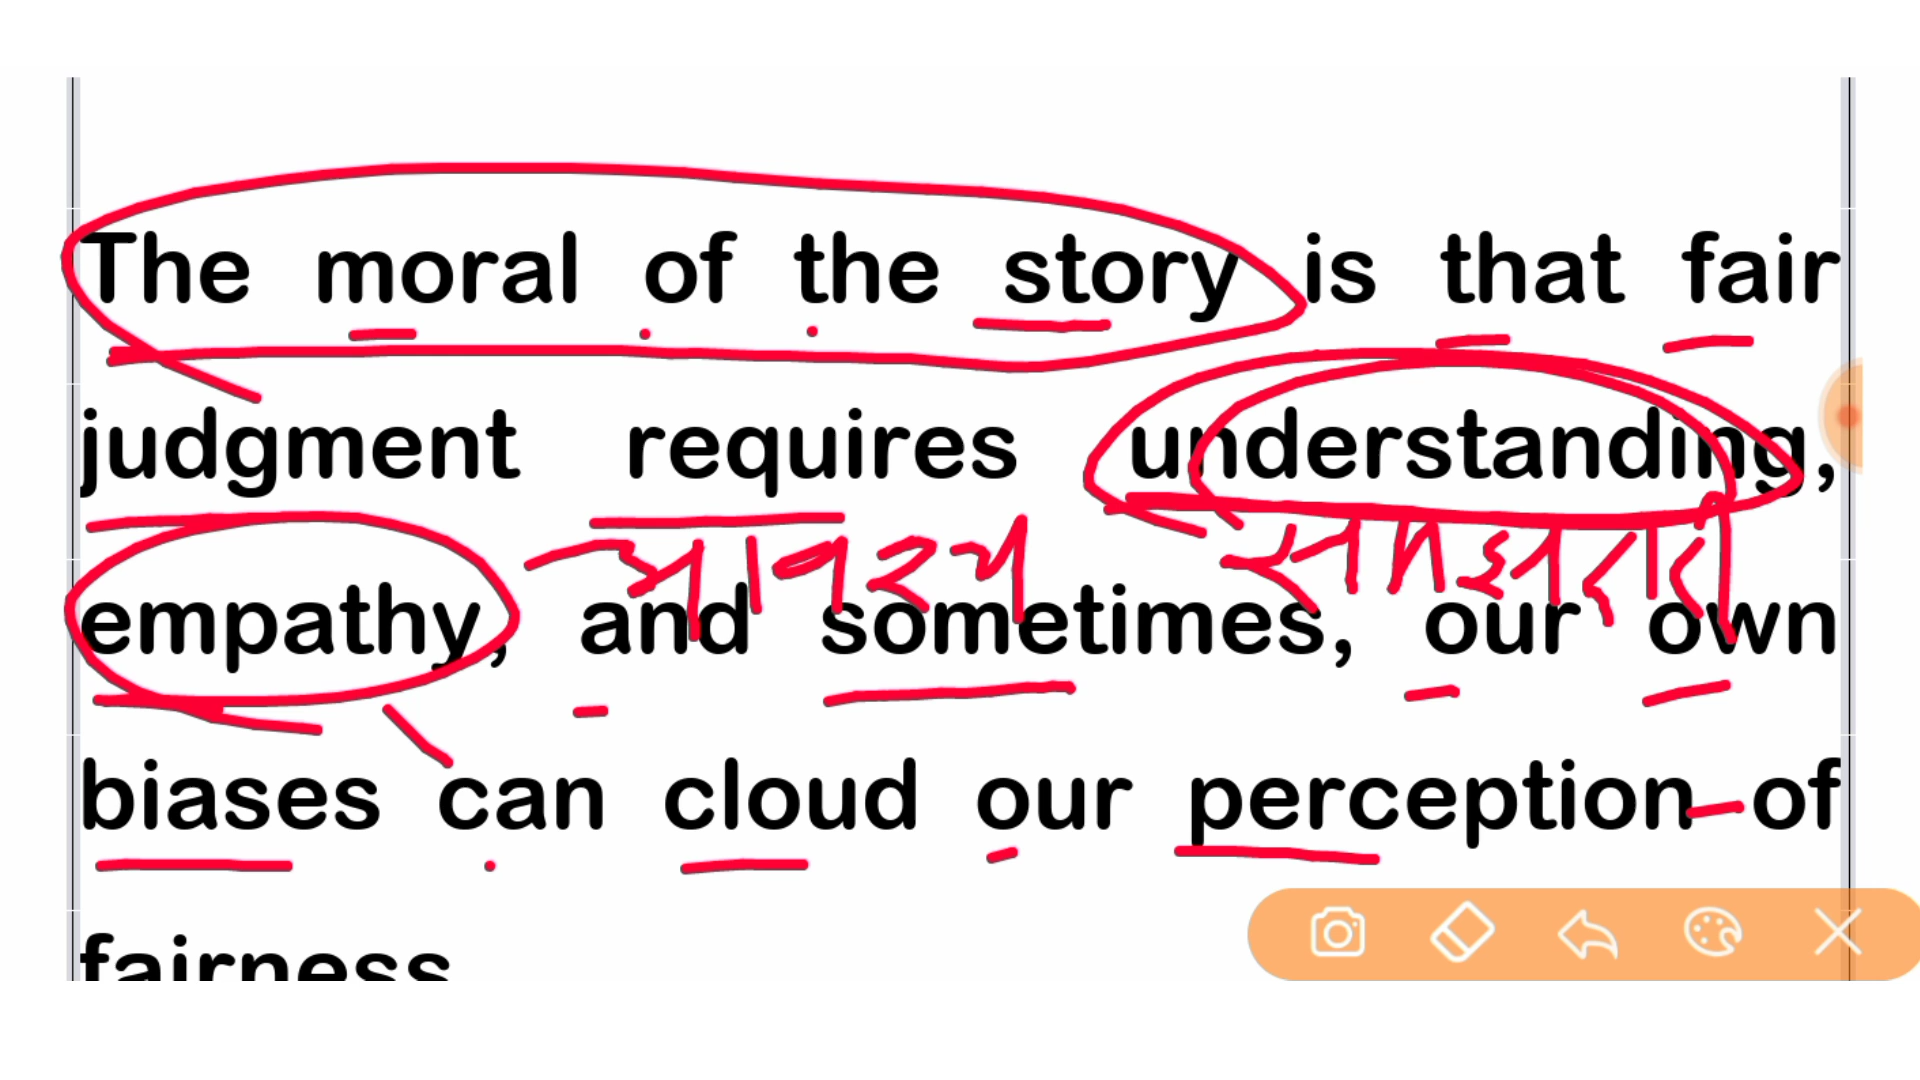 The moral of the story is that fair
judgment requires understanding,
आवश्य समझदारी
empathy, and sometimes, our own
biases can cloud our perception of
fairness